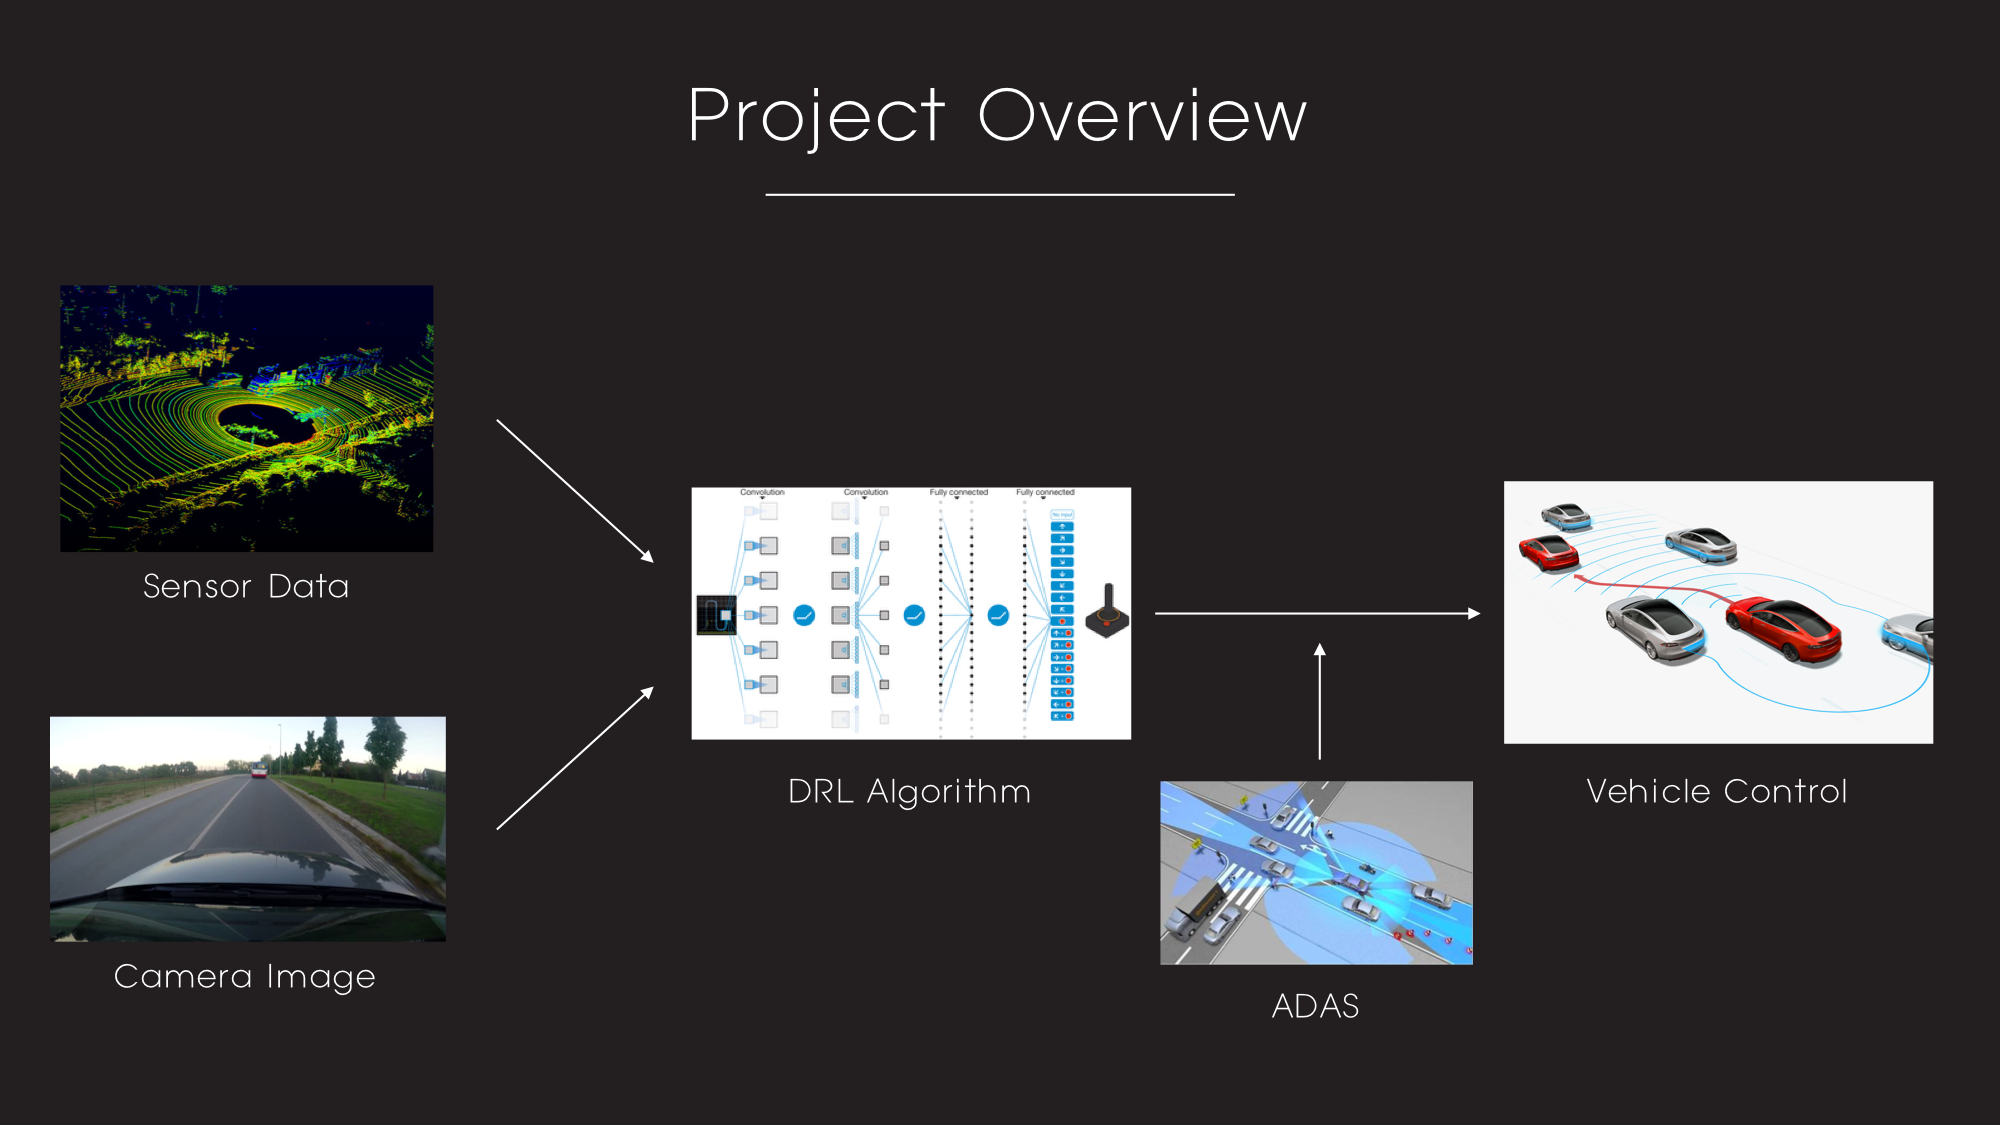 Project Overview
Sensor Data
Camera Image
Convolution
Convolution
Fully connected
Fully connected
No input
DRL Algorithm
ADAS
Vehicle Control